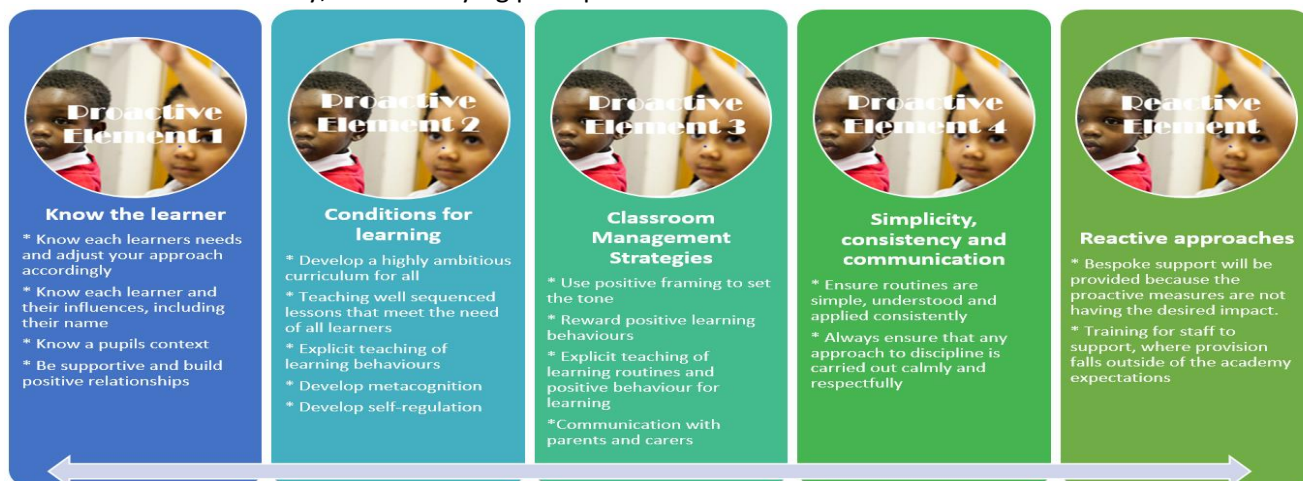 Proactive
Element 1
Know the learner
* Know each learners needs
and adjust your approach
accordingly
* Know each learner and
their influences, including
their name
* Know a pupils context
* Be supportive and build
positive relationships
Proactive
Element 2
Conditions for
learning
* Develop a highly ambitious
curriculum for all
* Teaching well sequenced
lessons that meet the need
of all learners
* Explicit teaching of
learning behaviours
* Develop metacognition
* Develop self-regulation
Proactive
Element 3
Classroom
Management
Strategies
* Use positive framing to set
the tone
* Reward positive learning
behaviours
* Explicit teaching of
learning routines and
positive behaviour for
learning
*Communication with
parents and carers
Proactive
Element 4
Simplicity,
consistency and
communication
* Ensure routines are
simple, understood and
applied consistently
* Always ensure that any
approach to discipline is
carried out calmly and
respectfully
Reactive
Element
Reactive approaches
* Bespoke support will be
provided because the
proactive measures are not
having the desired impact.
* Training for staff to
support, where provision
falls outside of the academy
expectations